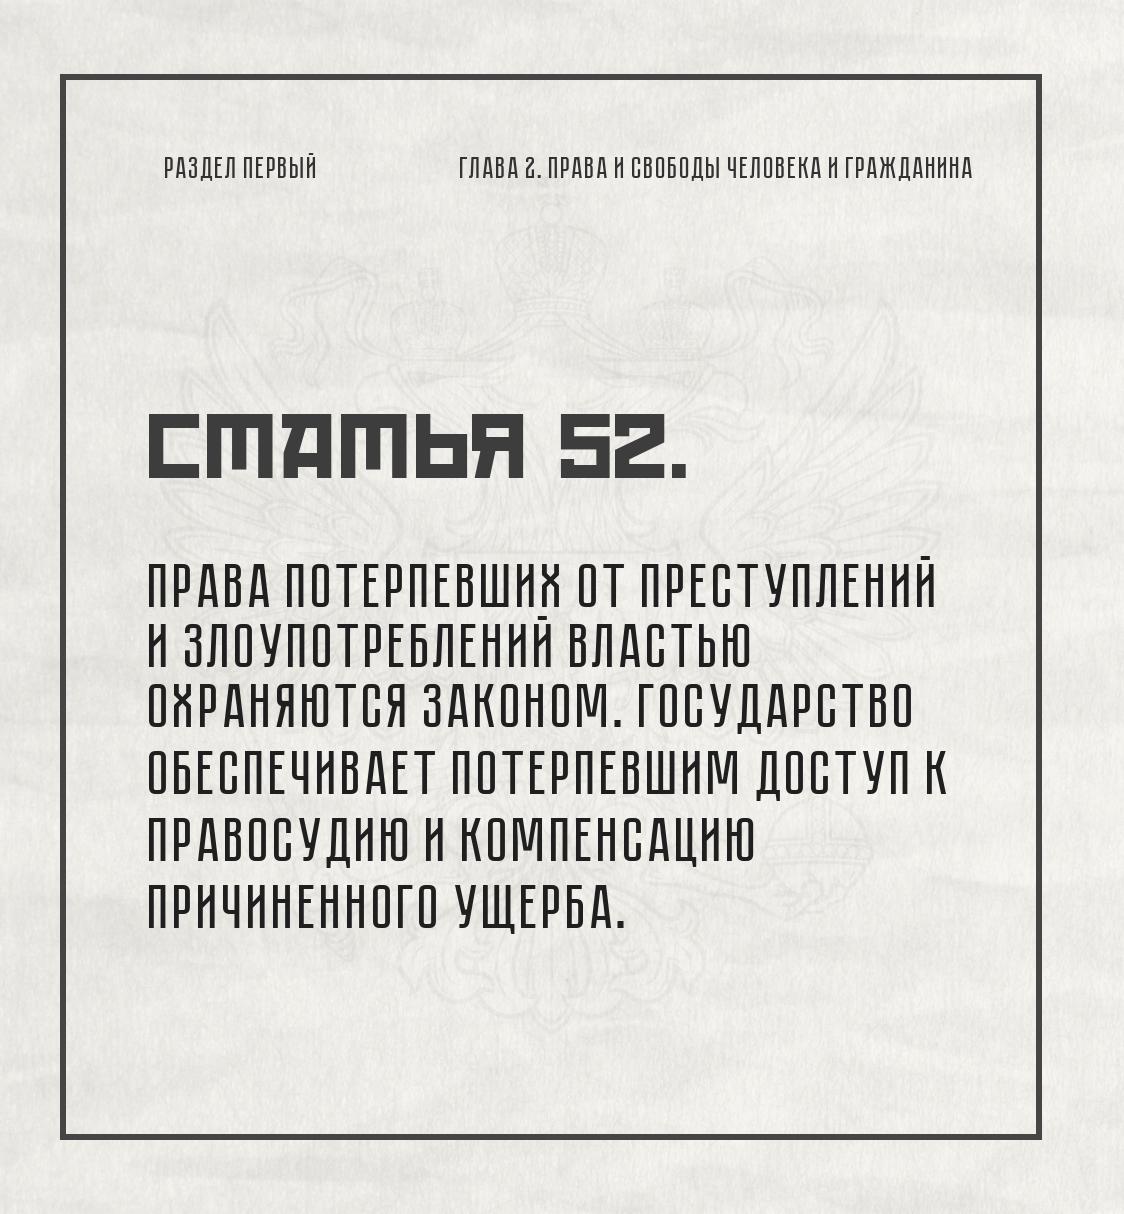 РАЗДЕЛ ПЕРВЫЙ
ГЛАВА 2. ПРАВА И СВОБОДЫ ЧЕЛОВЕКА И ГРАЖДАНИНА
СТАТЬЯ 52.
ПРАВА ПОТЕРПЕВШИХ ОТ ПРЕСТУПЛЕНИЙ
И ЗЛОУПОТРЕБЛЕНИЙ ВЛАСТЬЮ
ОХРАНЯЮТСЯ ЗАКОНОМ. ГОСУДАРСТВО
ОБЕСПЕЧИВАЕТ ПОТЕРПЕВШИМ ДОСТУП К
ПРАВОСУДИЮ И КОМПЕНСАЦИЮ
ПРИЧИНЕННОГО УЩЕРБА.